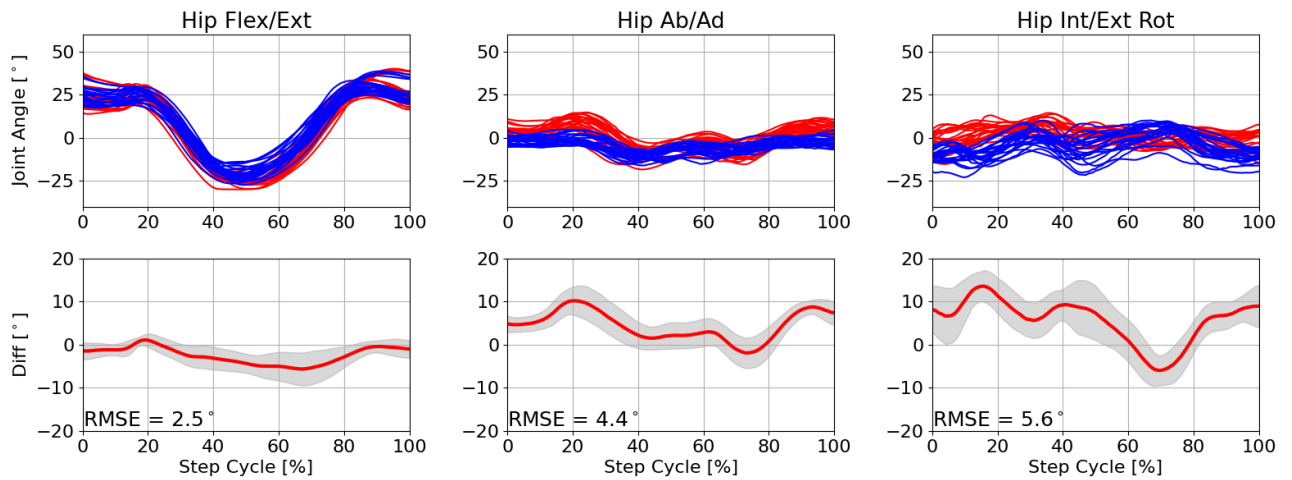 Hip Flex/Ext
Hip Ab/Ad
Hip Int/Ext Rot
Joint Angle [°]
50
25
0
−25
0 20 40 60 80 100
50
25
0
−25
0 20 40 60 80 100
50
25
0
−25
0 20 40 60 80 100
Diff [°]
20
10
0
−10
−20
RMSE = 2.5°
0 20 40 60 80 100
Step Cycle [%]
20
10
0
−10
−20
RMSE = 4.4°
0 20 40 60 80 100
Step Cycle [%]
20
10
0
−10
−20
RMSE = 5.6°
0 20 40 60 80 100
Step Cycle [%]